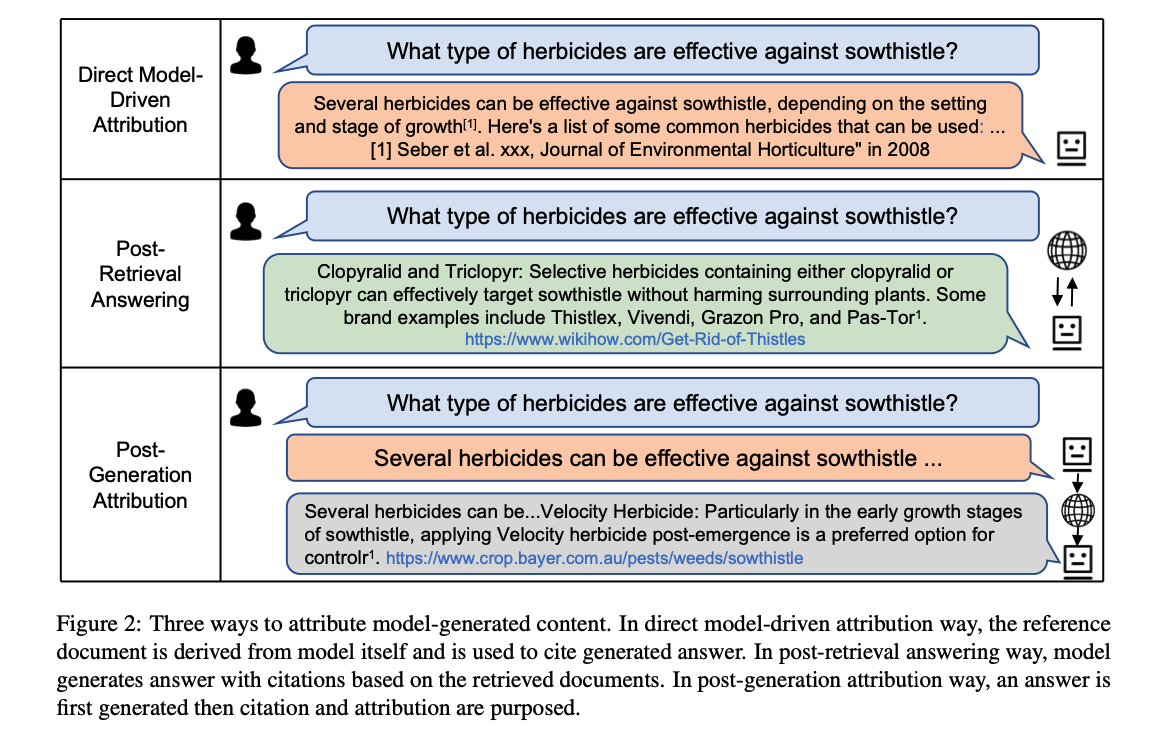 Direct Model-
Driven
Attribution
What type of herbicides are effective against sowthistle?
Several herbicides can be effective against sowthistle, depending on the setting
and stage of growth[1]. Here's a list of some common herbicides that can be used: ...
[1] Seber et al. xxx, Journal of Environmental Horticulture" in 2008
Post-
Retrieval
Answering
What type of herbicides are effective against sowthistle?
Clopyralid and Triclopyr: Selective herbicides containing either clopyralid or
triclopyr can effectively target sowthistle without harming surrounding plants. Some
brand examples include Thistlex, Vivendi, Grazon Pro, and Pas-Tor¹.
https://www.wikihow.com/Get-Rid-of-Thistles
Post-
Generation
Attribution
What type of herbicides are effective against sowthistle?
Several herbicides can be effective against sowthistle ...
Several herbicides can be...Velocity Herbicide: Particularly in the early growth stages
of sowthistle, applying Velocity herbicide post-emergence is a preferred option for
controlr¹. https://www.crop.bayer.com.au/pests/weeds/sowthistle
Figure 2: Three ways to attribute model-generated content. In direct model-driven attribution way, the reference
document is derived from model itself and is used to cite generated answer. In post-retrieval answering way, model
generates answer with citations based on the retrieved documents. In post-generation attribution way, an answer is
first generated then citation and attribution are purposed.